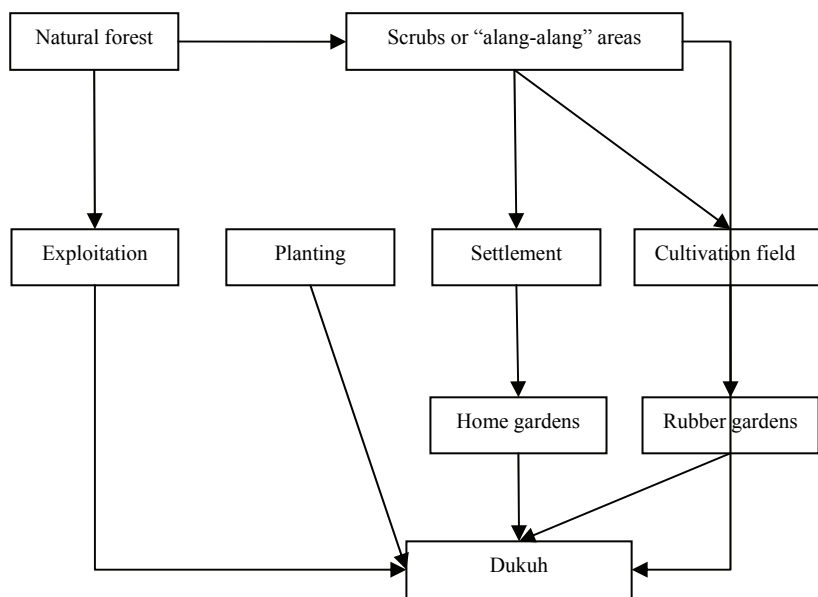 Natural forest
Scrubs or “alang-alang” areas
Exploitation
Planting
Settlement
Cultivation field
Home gardens
Rubber gardens
Dukuh